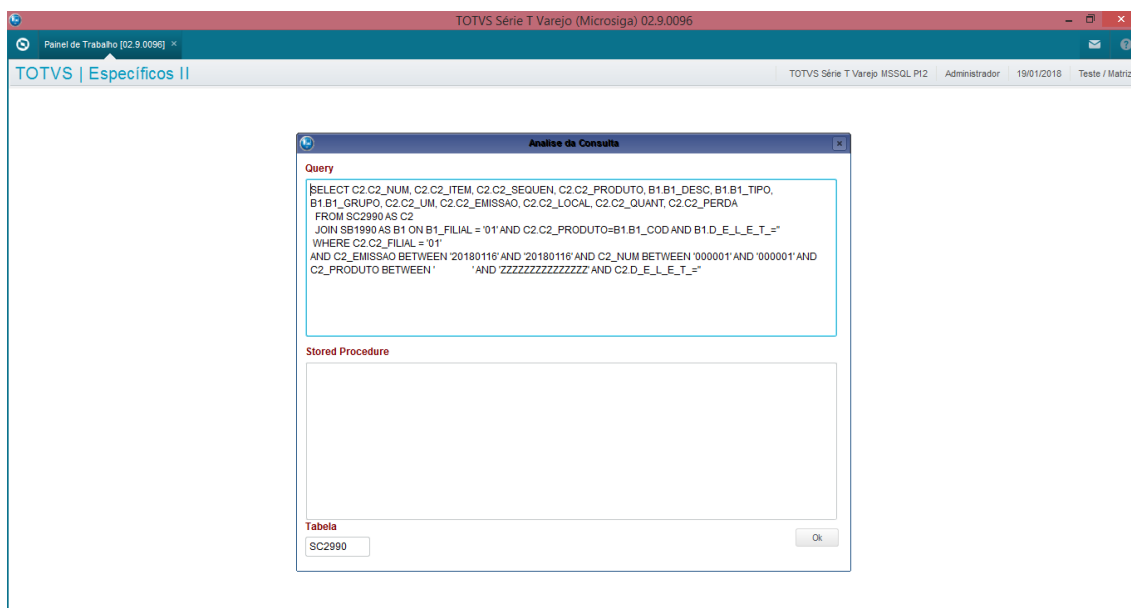 TOTVS Série T Varejo (Microsiga) 02.9.0096
Painel de Trabalho [02.9.0096] ×
TOTVS | Específicos II
TOTVS Série T Varejo MSSQL P12 Administrador 19/01/2018 Teste / Matriz
Analise da Consulta
Query
SELECT C2.C2_NUM, C2.C2_ITEM, C2.C2_SEQUEN, C2.C2_PRODUTO, B1.B1_DESC, B1.B1_TIPO,
B1.B1_GRUPO, C2.C2_UM, C2.C2_EMISSAO, C2.C2_LOCAL, C2.C2_QUANT, C2.C2_PERDA
FROM SC2990 AS C2
JOIN SB1990 AS B1 ON B1_FILIAL = '01' AND C2.C2_PRODUTO=B1.B1_COD AND B1.D_E_L_E_T_=''
WHERE C2.C2_FILIAL = '01'
AND C2_EMISSAO BETWEEN '20180116' AND '20180116' AND C2_NUM BETWEEN '000001' AND '000001' AND
C2_PRODUTO BETWEEN '               ' AND 'ZZZZZZZZZZZZZZZ' AND C2.D_E_L_E_T_=''
Stored Procedure
Tabela
SC2990
Ok